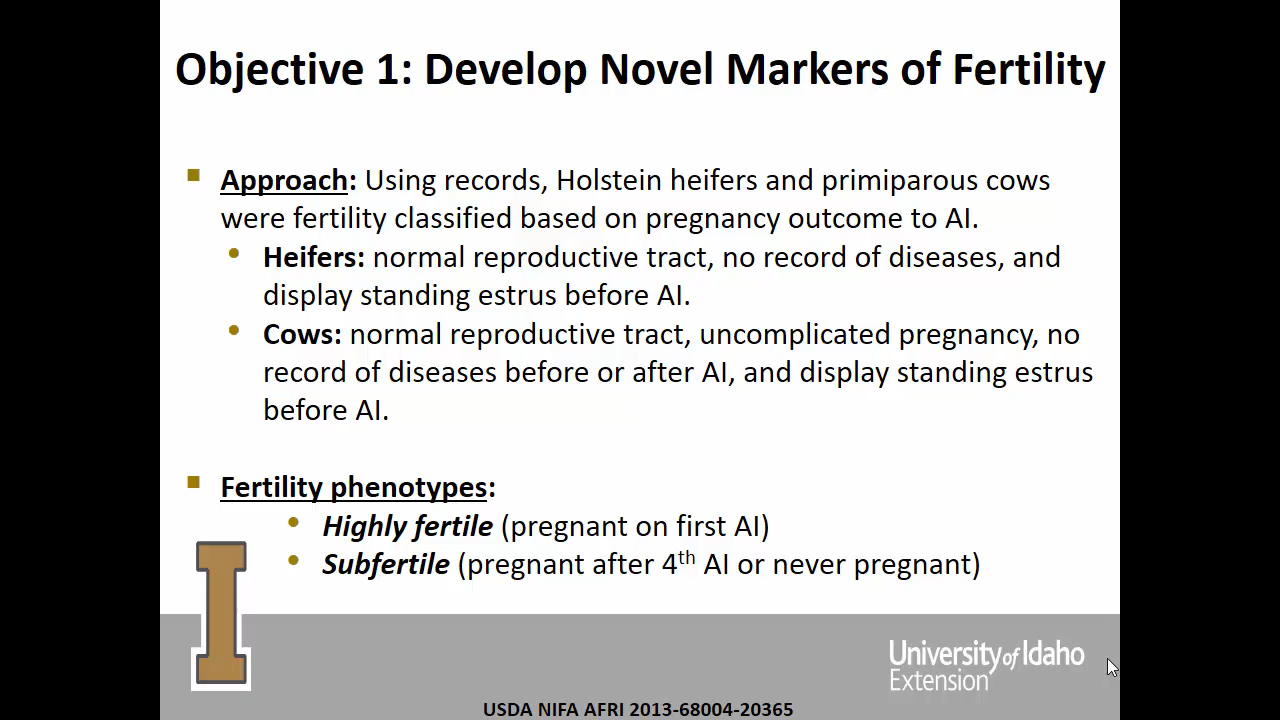 Objective 1: Develop Novel Markers of Fertility
Approach: Using records, Holstein heifers and primiparous cows
were fertility classified based on pregnancy outcome to AI.
Heifers: normal reproductive tract, no record of diseases, and
display standing estrus before AI.
Cows: normal reproductive tract, uncomplicated pregnancy, no
record of diseases before or after AI, and display standing estrus
before AI.
Fertility phenotypes:
Highly fertile (pregnant on first AI)
Subfertile (pregnant after 4th AI or never pregnant)
I
University of Idaho
Extension
USDA NIFA AFRI 2013-68004-20365